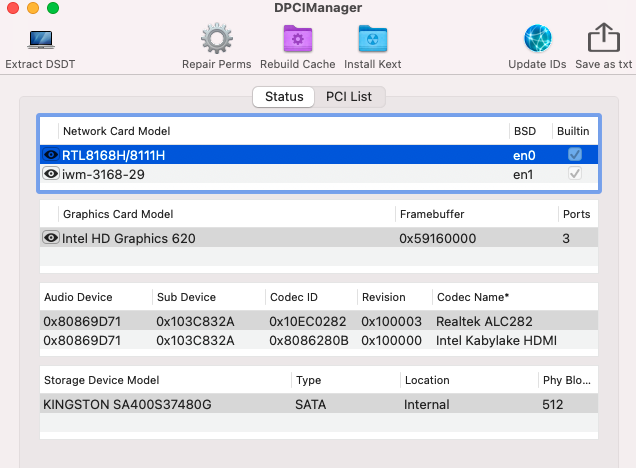 DPCIManager
Extract DSDT Repair Perms Rebuild Cache Install Kext Update IDs Save as txt
Status PCI List
Network Card Model BSD Builtin
RTL8168H/8111H en0
iwm-3168-29 en1
Graphics Card Model Framebuffer Ports
Intel HD Graphics 620 0x59160000 3
Audio Device Sub Device Codec ID Revision Codec Name*
0x80869D71 0x103C832A 0x10EC0282 0x100003 Realtek ALC282
0x80869D71 0x103C832A 0x8086280B 0x100000 Intel Kabylake HDMI
Storage Device Model Type Location Phy Blo...
KINGSTON SA400S37480G SATA Internal 512